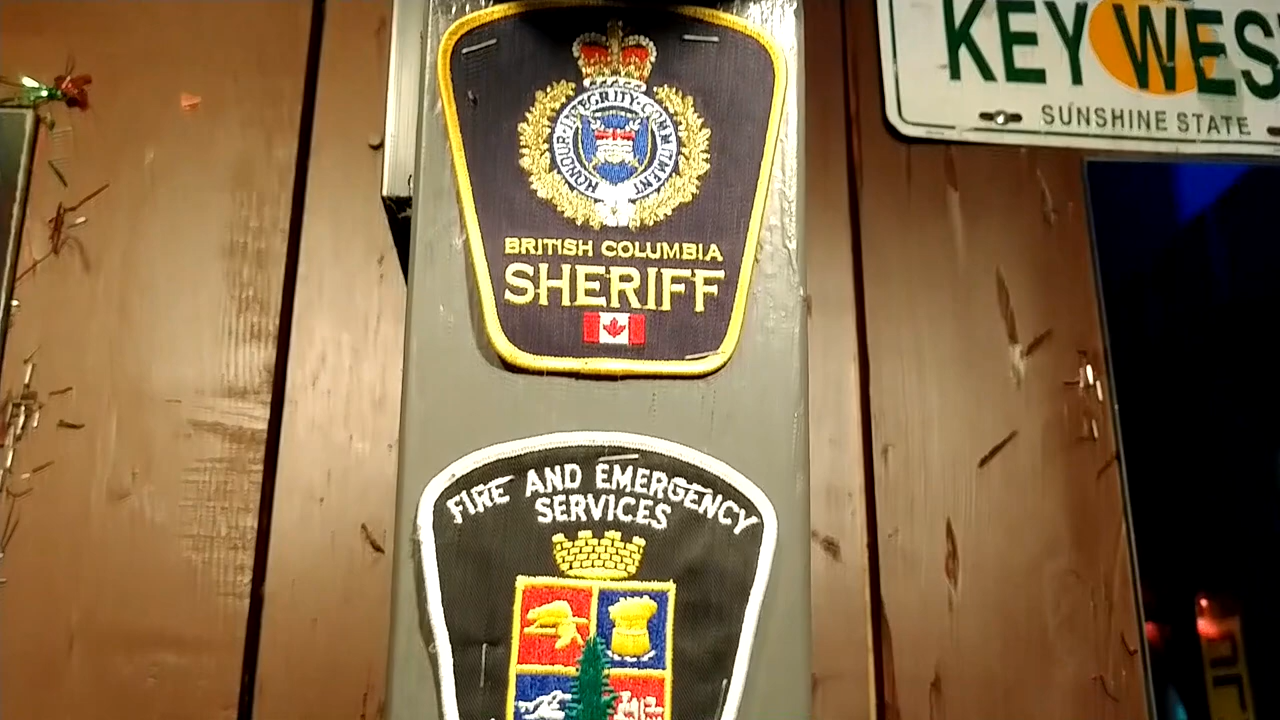 KEY WES
SUNSHINE STATE
HONOUR·INTEGRITY·COMMITMENT
BRITISH COLUMBIA
SHERIFF
FIRE AND EMERGENCY
SERVICES